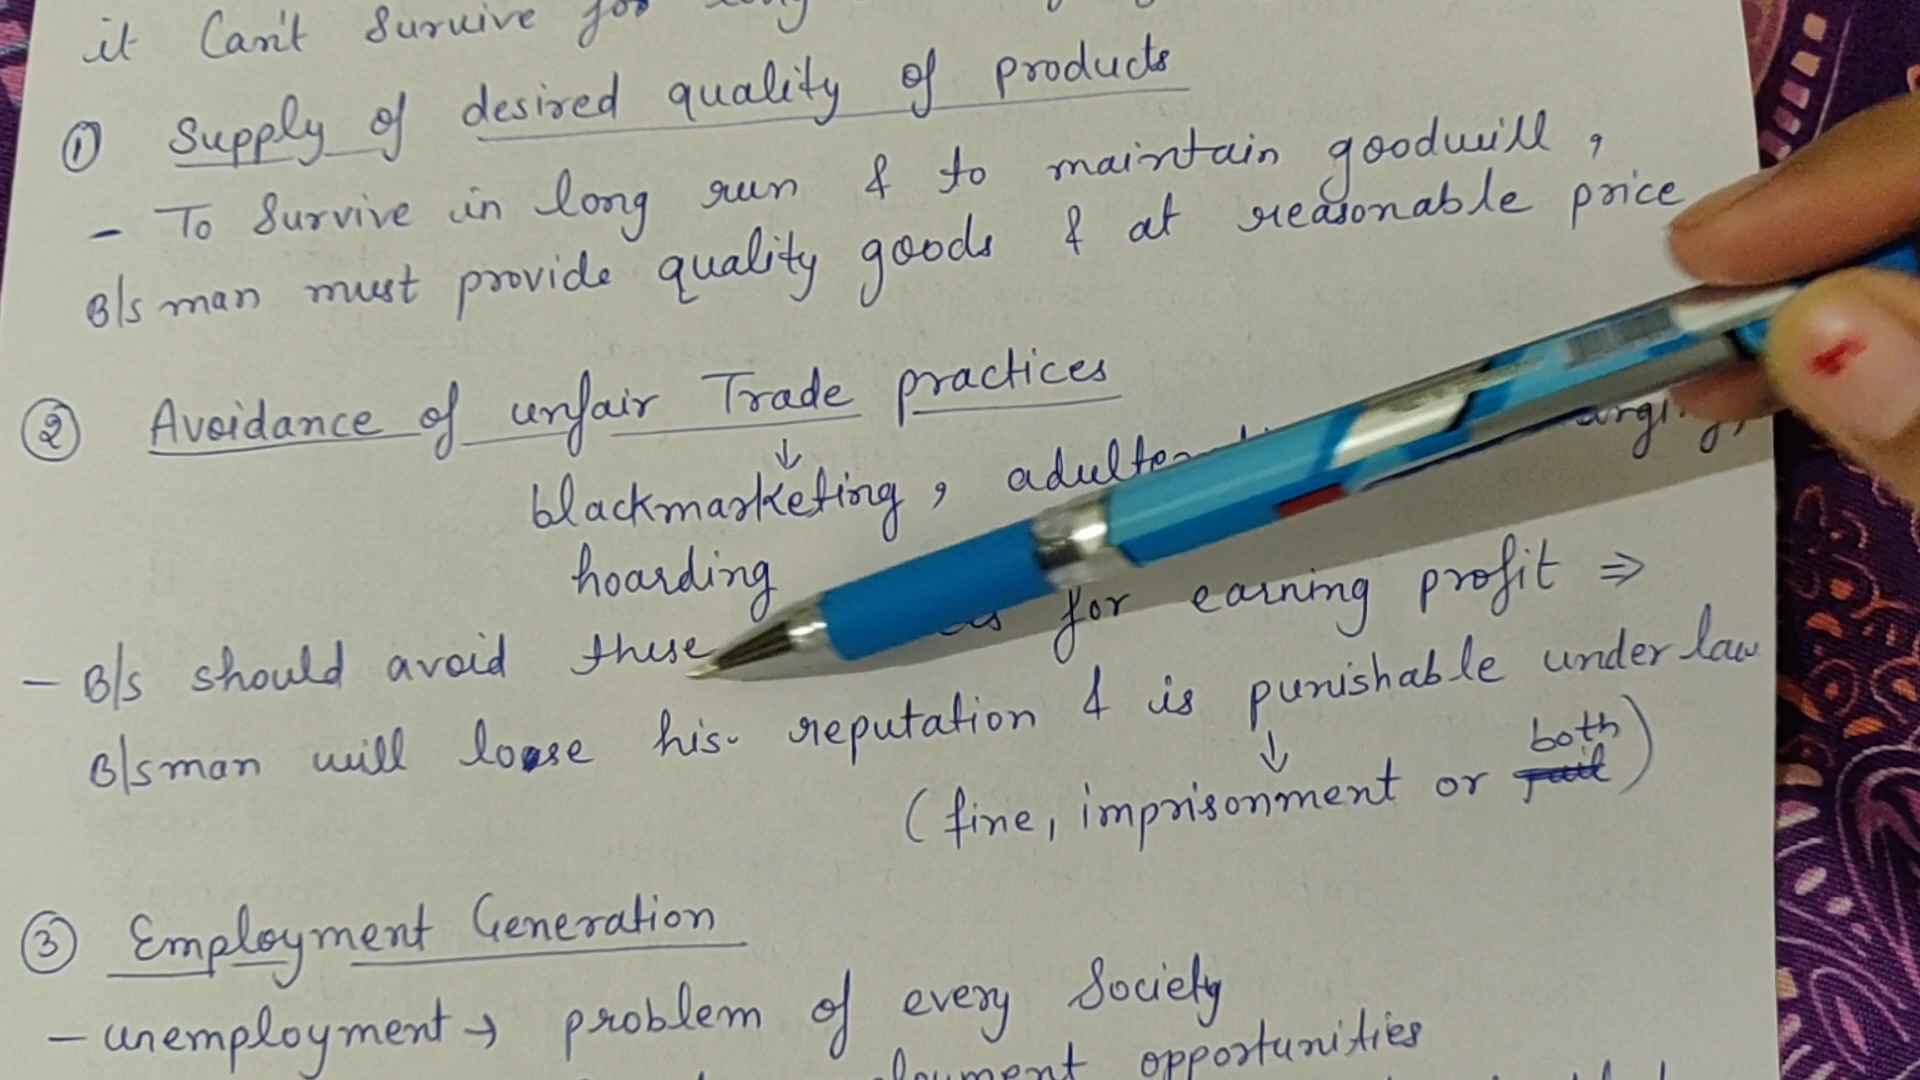 it Can't Survive for long
① Supply of desired quality of products
- To Survive in long run & to maintain goodwill,
B/s man must provide quality goods & at reasonable price
② Avoidance of unfair Trade practices
↓
blackmarketing,
hoarding
- B/s should avoid these for earning profit ⇒
B/sman will loose his reputation & is punishable under law
↓
(fine, imprisonment or both)
③ Employment Generation
- unemployment → problem of every Society
opportunities